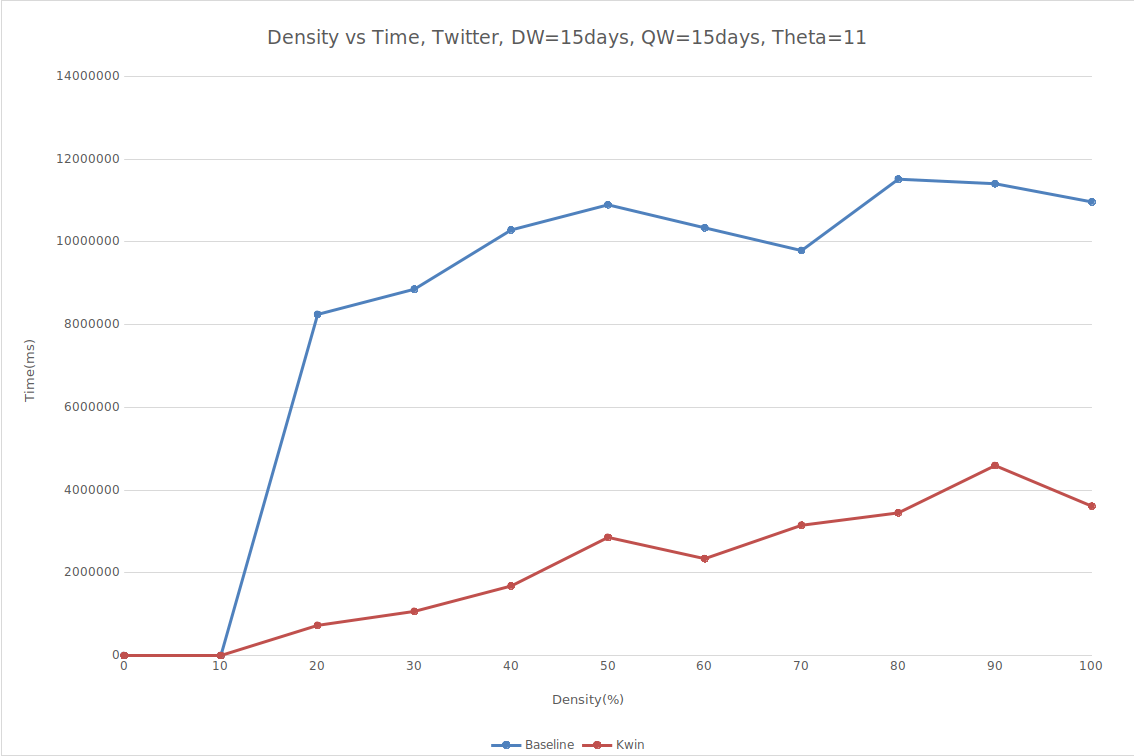 Density vs Time, Twitter, DW=15days, QW=15days, Theta=11
14000000
12000000
10000000
8000000
6000000
4000000
2000000
0
Time(ms)
0 10 20 30 40 50 60 70 80 90 100
Density(%)
Baseline Kwin